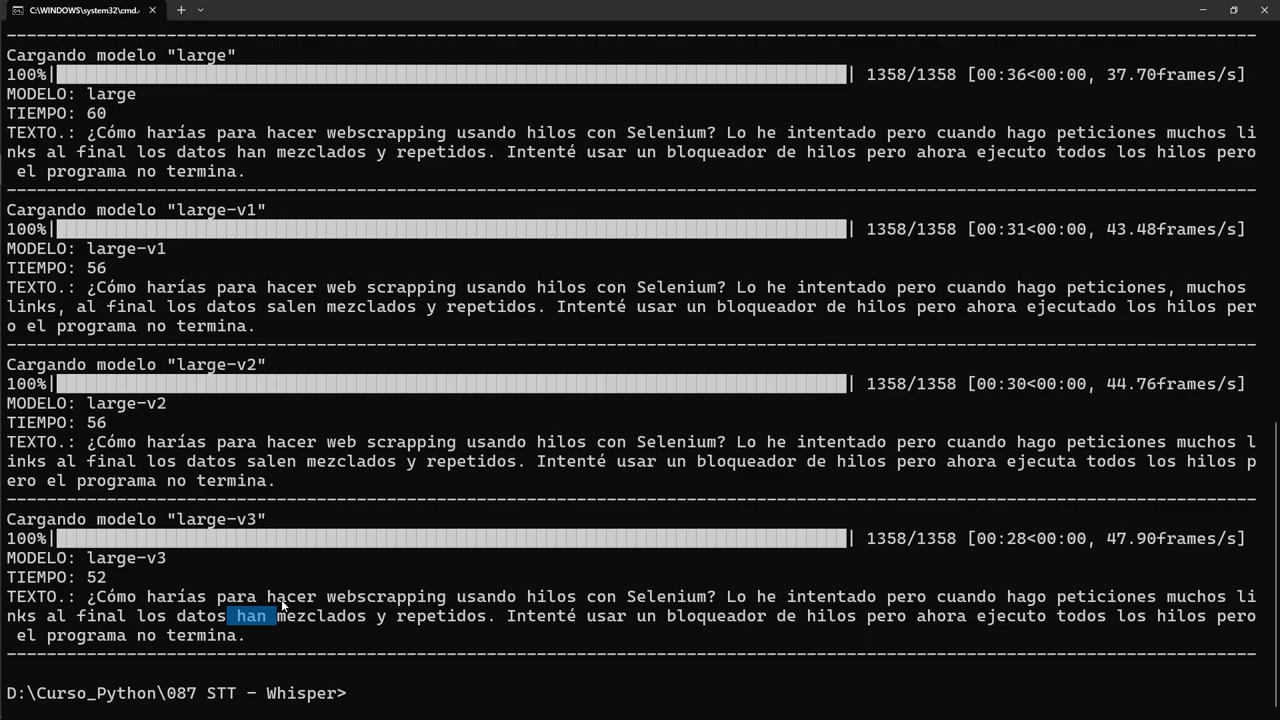 C:\WINDOWS\system32\cmd.
Cargando modelo "large"
100%| | 1358/1358 [00:36<00:00, 37.70frames/s]
MODELO: large
TIEMPO: 60
TEXTO.: ¿Cómo harías para hacer webscrapping usando hilos con Selenium? Lo he intentado pero cuando hago peticiones muchos li
nks al final los datos han mezclados y repetidos. Intenté usar un bloqueador de hilos pero ahora ejecuto todos los hilos pero
el programa no termina.
Cargando modelo "large-v1"
100%| | 1358/1358 [00:31<00:00, 43.48frames/s]
MODELO: large-v1
TIEMPO: 56
TEXTO.: ¿Cómo harías para hacer web scrapping usando hilos con Selenium? Lo he intentado pero cuando hago peticiones, muchos
links, al final los datos salen mezclados y repetidos. Intenté usar un bloqueador de hilos pero ahora ejecutado los hilos per
o el programa no termina.
Cargando modelo "large-v2"
100%| | 1358/1358 [00:30<00:00, 44.76frames/s]
MODELO: large-v2
TIEMPO: 56
TEXTO.: ¿Cómo harías para hacer web scrapping usando hilos con Selenium? Lo he intentado pero cuando hago peticiones muchos l
inks al final los datos salen mezclados y repetidos. Intenté usar un bloqueador de hilos pero ahora ejecuta todos los hilos p
ero el programa no termina.
Cargando modelo "large-v3"
100%| | 1358/1358 [00:28<00:00, 47.90frames/s]
MODELO: large-v3
TIEMPO: 52
TEXTO.: ¿Cómo harías para hacer webscrapping usando hilos con Selenium? Lo he intentado pero cuando hago peticiones muchos li
nks al final los datos han mezclados y repetidos. Intenté usar un bloqueador de hilos pero ahora ejecuto todos los hilos pero
el programa no termina.
D:\Curso_Python\087 STT - Whisper>